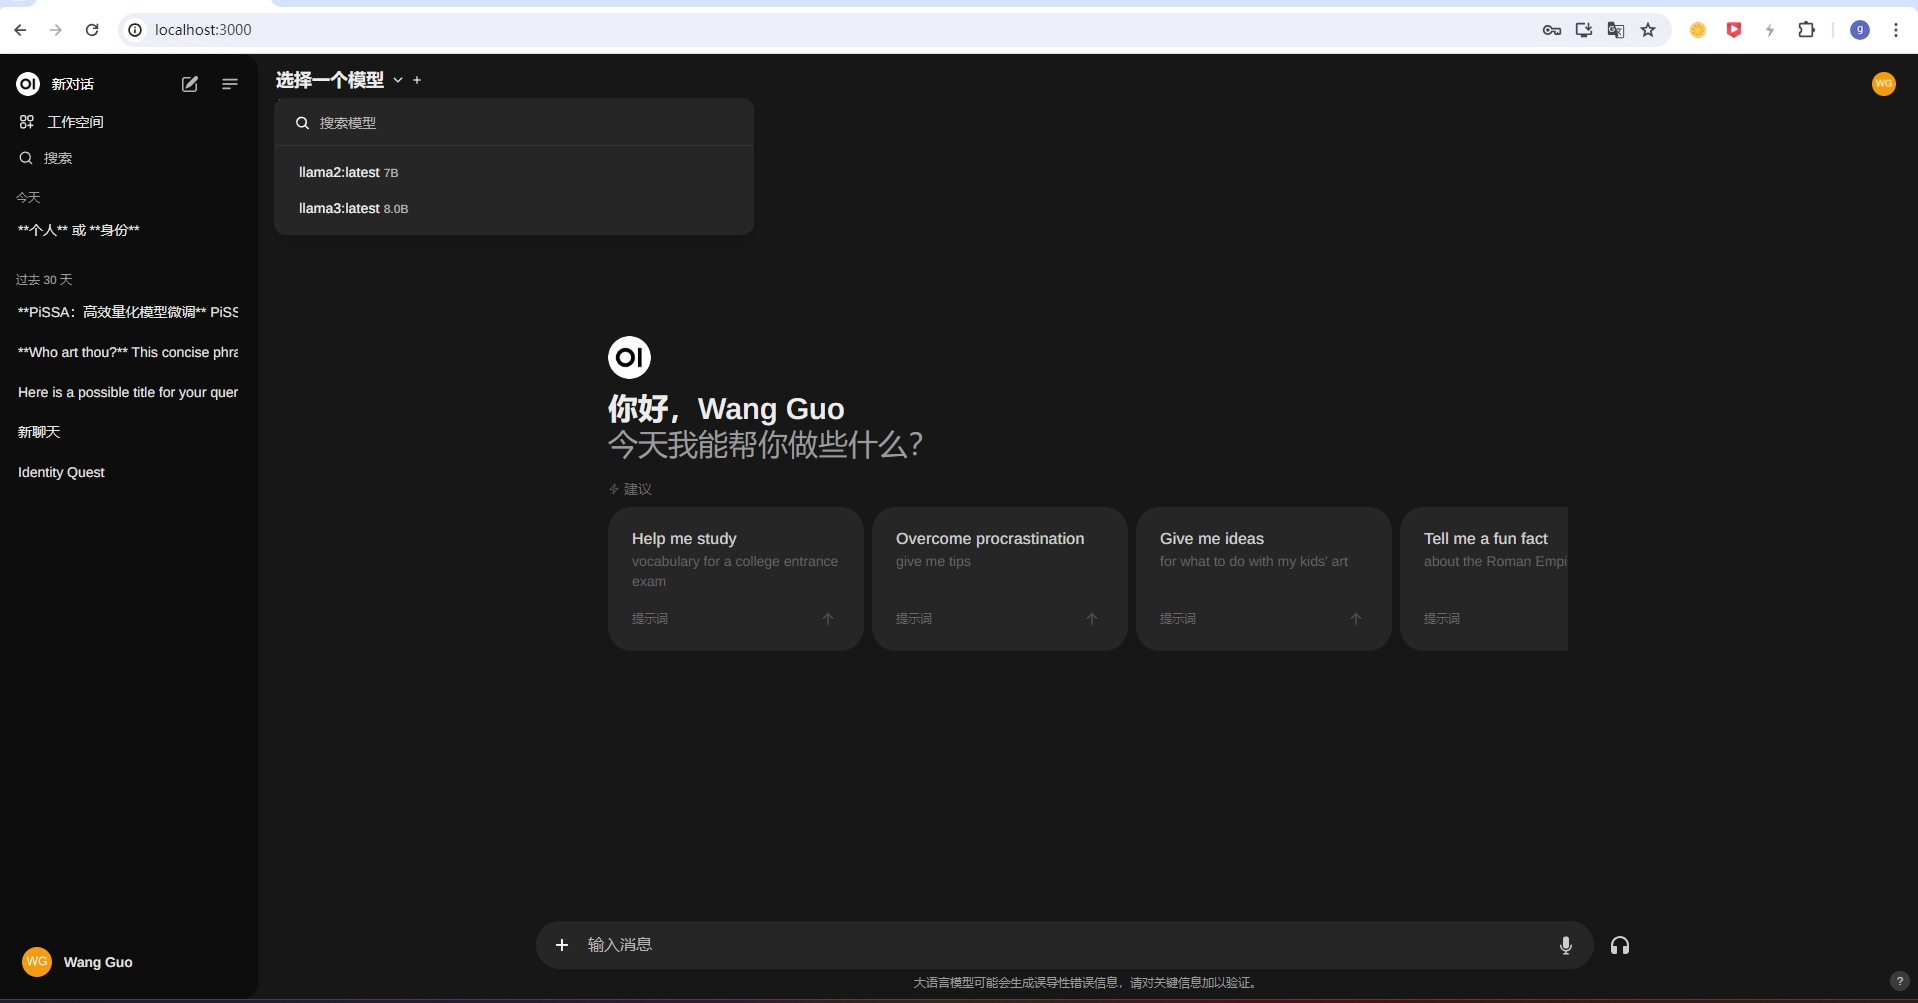 localhost:3000
g
OI 新对话
工作空间
搜索
今天
**个人** 或 **身份**
过去 30 天
**PiSSA：高效量化模型微调** PiSS
**Who art thou?** This concise phra
Here is a possible title for your quer
新聊天
Identity Quest
WG Wang Guo
选择一个模型
WG
搜索模型
llama2:latest 7B
llama3:latest 8.0B
OI
你好，Wang Guo
今天我能帮你做些什么？
建议
Help me study
vocabulary for a college entrance
exam
提示词
Overcome procrastination
give me tips
提示词
Give me ideas
for what to do with my kids' art
提示词
Tell me a fun fact
about the Roman Empi
提示词
输入消息
大语言模型可能会生成误导性错误信息，请对关键信息加以验证。
?